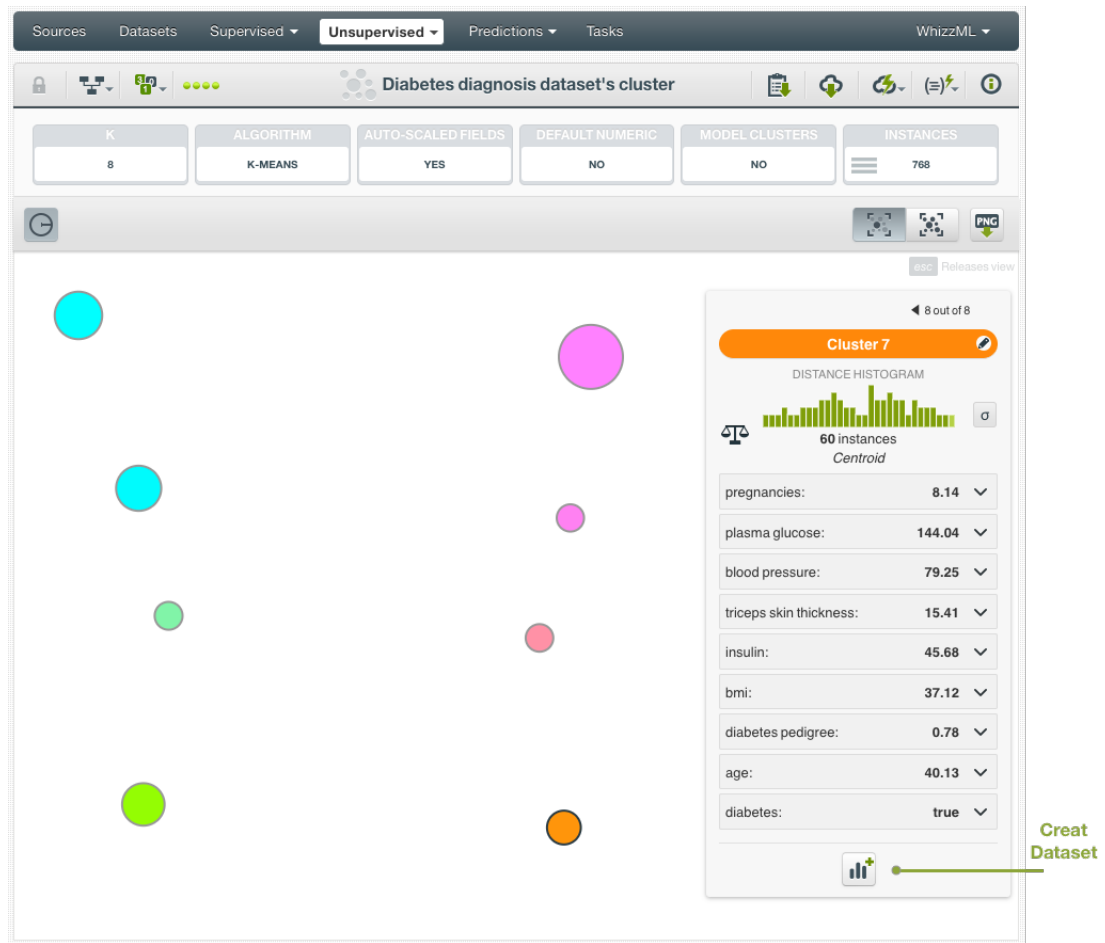 Sources Datasets Supervised Unsupervised Predictions Tasks WhizzML
Diabetes diagnosis dataset's cluster
K ALGORITHM AUTO-SCALED FIELDS DEFAULT NUMERIC MODEL CLUSTERS INSTANCES
8 K-MEANS YES NO NO 768
PNG
esc Releases view
8 out of 8
Cluster 7
DISTANCE HISTOGRAM
σ
60 instances
Centroid
pregnancies: 8.14
plasma glucose: 144.04
blood pressure: 79.25
triceps skin thickness: 15.41
insulin: 45.68
bmi: 37.12
diabetes pedigree: 0.78
age: 40.13
diabetes: true
Creat
Dataset